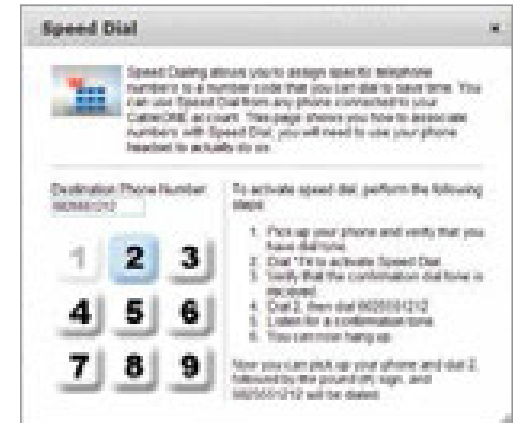 Speed Dial
Speed Dialing allows you to assign specific telephone
numbers to a number code that you can dial to save time. You
can use Speed Dial from any phone connected to your
CableONE account. This page shows you how to associate
numbers with Speed Dial, you will need to use your phone
headset to actually do so.
Destination Phone Number
To activate speed dial, perform the following
steps:
1. Pick up your phone and verify that you
have dial tone.
2. Dial to activate Speed Dial.
3. Verify that the confirmation dial tone is
received.
4. Dial 2, then dial
5. Listen for a confirmation tone.
6. You can now hang up.
Now you can pick up your phone and dial 2,
followed by the pound (#) sign, and
will be dialed.
1 2 3
4 5 6
7 8 9